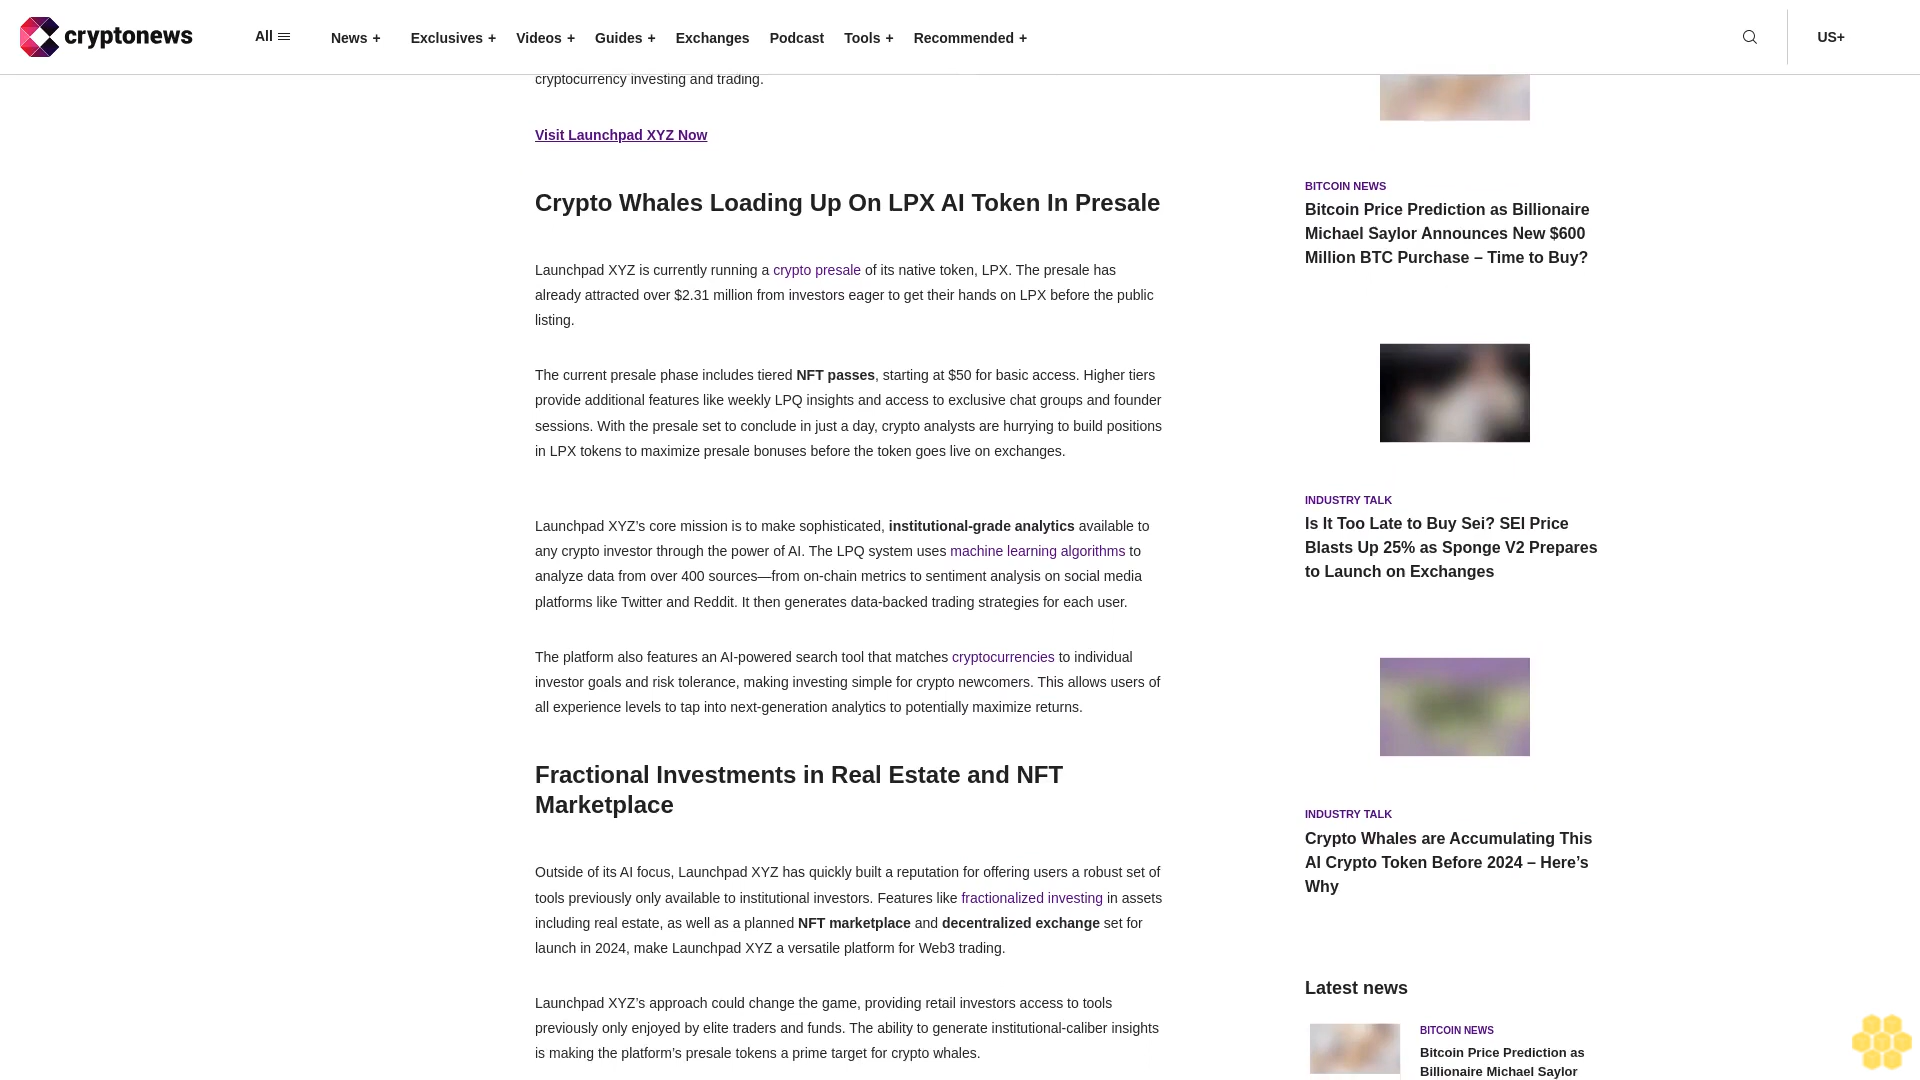 cryptonews
All
News +
Exclusives +
Videos +
Guides +
Exchanges
Podcast
Tools +
Recommended +
US+
cryptocurrency investing and trading.
Visit Launchpad XYZ Now
Crypto Whales Loading Up On LPX AI Token In Presale
Launchpad XYZ is currently running a crypto presale of its native token, LPX. The presale has
already attracted over $2.31 million from investors eager to get their hands on LPX before the public
listing.
The current presale phase includes tiered NFT passes, starting at $50 for basic access. Higher tiers
provide additional features like weekly LPQ insights and access to exclusive chat groups and founder
sessions. With the presale set to conclude in just a day, crypto analysts are hurrying to build positions
in LPX tokens to maximize presale bonuses before the token goes live on exchanges.
Launchpad XYZ’s core mission is to make sophisticated, institutional-grade analytics available to
any crypto investor through the power of AI. The LPQ system uses machine learning algorithms to
analyze data from over 400 sources—from on-chain metrics to sentiment analysis on social media
platforms like Twitter and Reddit. It then generates data-backed trading strategies for each user.
The platform also features an AI-powered search tool that matches cryptocurrencies to individual
investor goals and risk tolerance, making investing simple for crypto newcomers. This allows users of
all experience levels to tap into next-generation analytics to potentially maximize returns.
Fractional Investments in Real Estate and NFT
Marketplace
Outside of its AI focus, Launchpad XYZ has quickly built a reputation for offering users a robust set of
tools previously only available to institutional investors. Features like fractionalized investing in assets
including real estate, as well as a planned NFT marketplace and decentralized exchange set for
launch in 2024, make Launchpad XYZ a versatile platform for Web3 trading.
Launchpad XYZ’s approach could change the game, providing retail investors access to tools
previously only enjoyed by elite traders and funds. The ability to generate institutional-caliber insights
is making the platform’s presale tokens a prime target for crypto whales.
BITCOIN NEWS
Bitcoin Price Prediction as Billionaire
Michael Saylor Announces New $600
Million BTC Purchase – Time to Buy?
INDUSTRY TALK
Is It Too Late to Buy Sei? SEI Price
Blasts Up 25% as Sponge V2 Prepares
to Launch on Exchanges
INDUSTRY TALK
Crypto Whales are Accumulating This
AI Crypto Token Before 2024 – Here’s
Why
Latest news
BITCOIN NEWS
Bitcoin Price Prediction as
Billionaire Michael Saylor